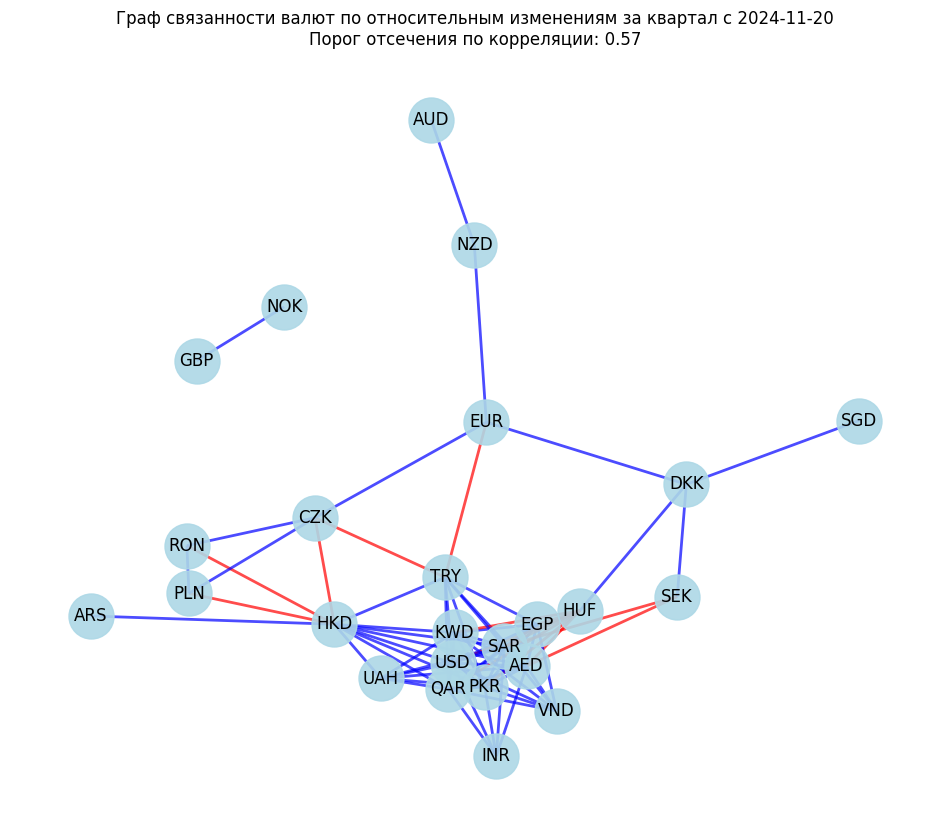 Граф связанности валют по относительным изменениям за квартал с 2024-11-20
Порог отсечения по корреляции: 0.57
AUD
NZD
NOK
GBP
EUR
SGD
DKK
CZK
RON
TRY
PLN
SEK
HUF
ARS
HKD
EGP
KWD
SAR
USD
AED
UAH
QAR
PKR
VND
INR